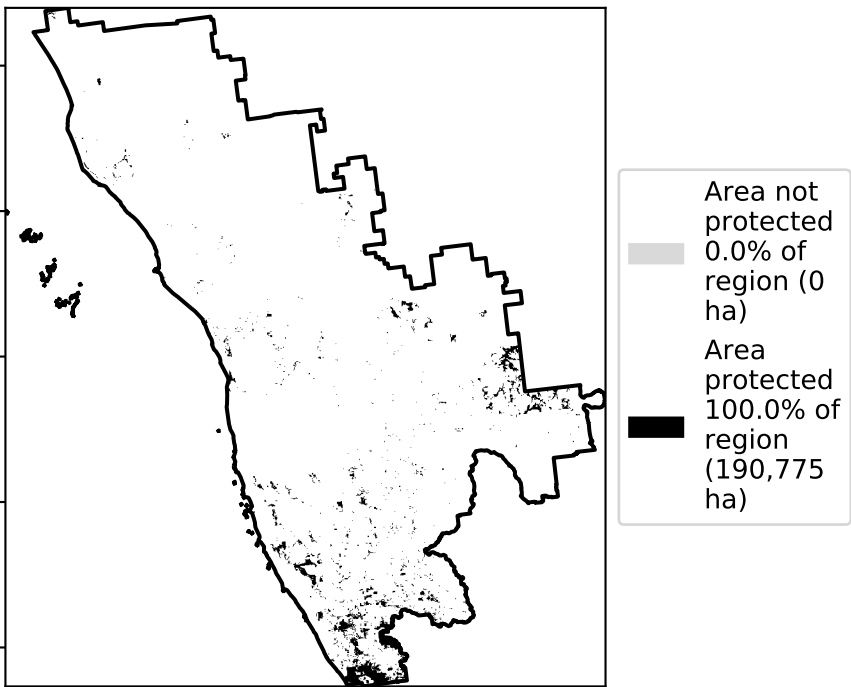 Area not
protected
0.0% of
region (0
ha)
Area
protected
100.0% of
region
(190,775
ha)